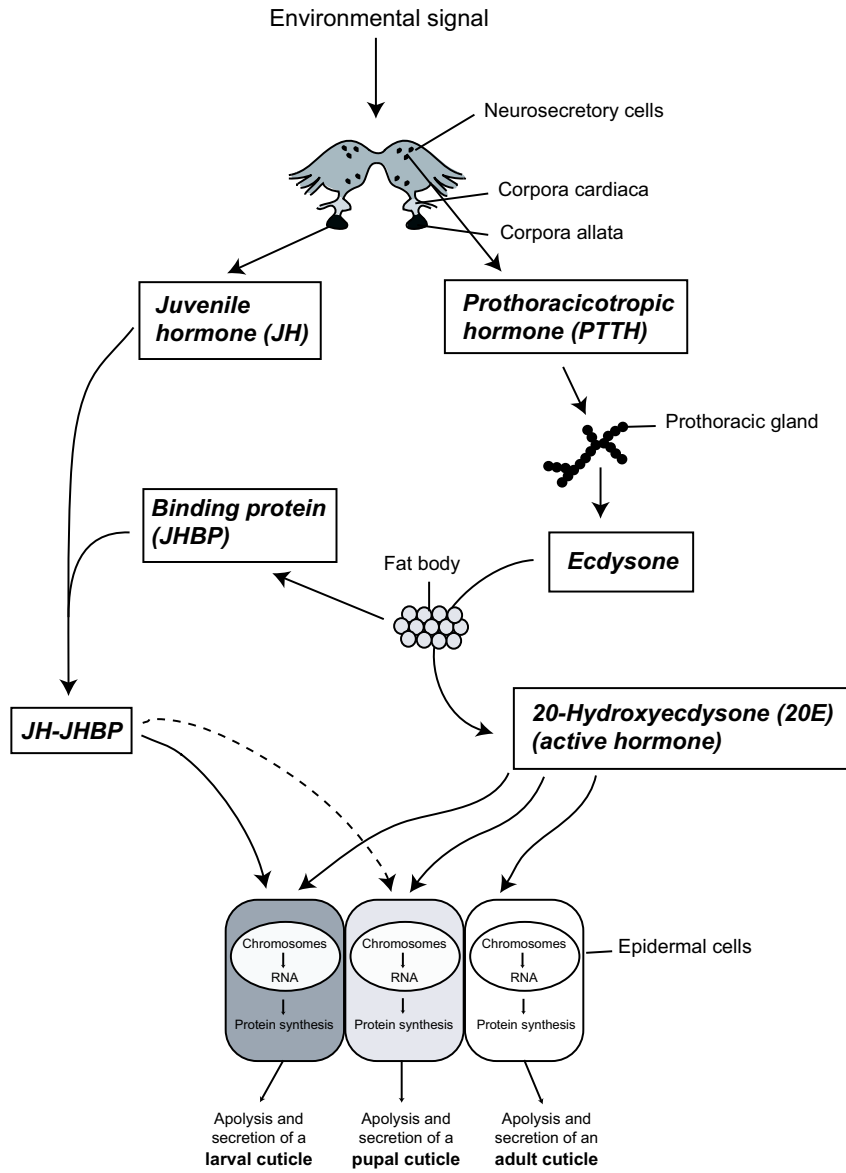 Environmental signal
Neurosecretory cells
Corpora cardiaca
Corpora allata
Juvenile
hormone (JH)
Prothoracicotropic
hormone (PTTH)
Prothoracic gland
Binding protein
(JHBP)
Ecdysone
Fat body
JH-JHBP
20-Hydroxyecdysone (20E)
(active hormone)
Chromosomes
RNA
Protein synthesis
Chromosomes
RNA
Protein synthesis
Chromosomes
RNA
Protein synthesis
Epidermal cells
Apolysis and
secretion of a
larval cuticle
Apolysis and
secretion of a
pupal cuticle
Apolysis and
secretion of an
adult cuticle